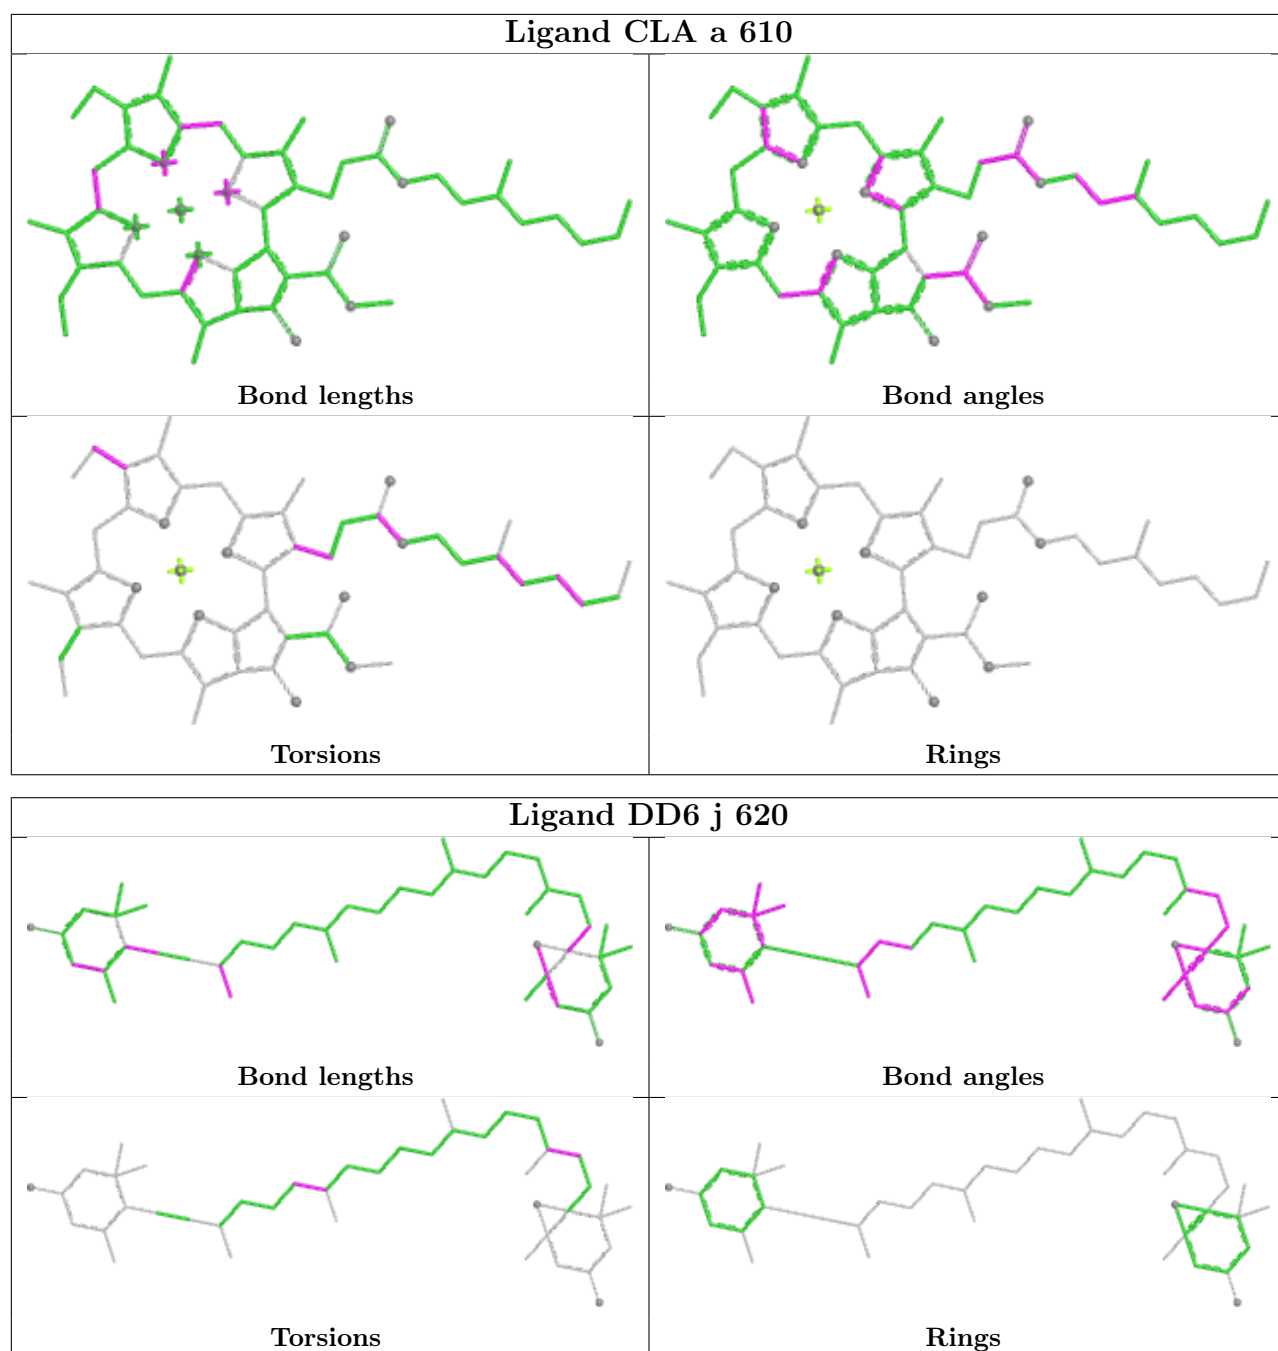 Ligand CLA a 610
Bond lengths
Bond angles
Torsions
Rings
Ligand DD6 j 620
Bond lengths
Bond angles
Torsions
Rings